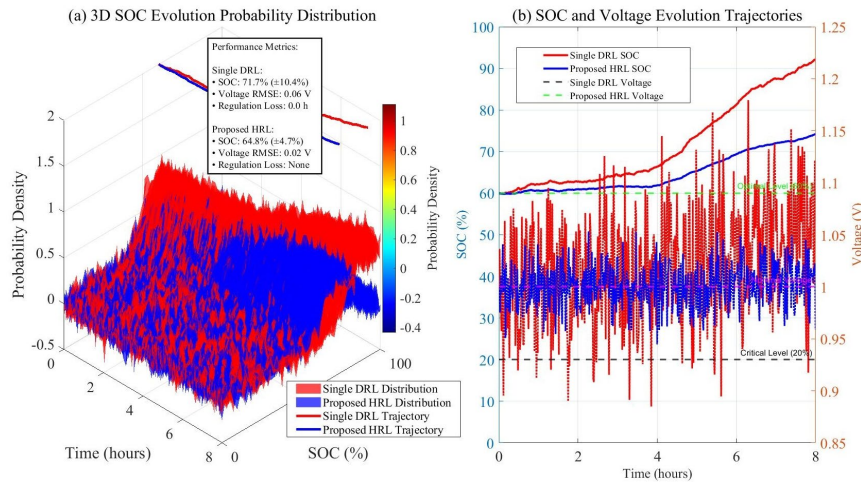 (a) 3D SOC Evolution Probability Distribution
Performance Metrics:
Single DRL:
• SOC: 71.7% (±10.4%)
• Voltage RMSE: 0.06 V
• Regulation Loss: 0.0 h
Proposed HRL:
• SOC: 64.8% (±4.7%)
• Voltage RMSE: 0.02 V
• Regulation Loss: None
Probability Density
2
1.5
1
0.5
0
-0.5
0
2
4
6
8
Time (hours)
0
100
SOC (%)
1
0.8
0.6
0.4
0.2
0
-0.2
-0.4
Probability Density
Single DRL Distribution
Proposed HRL Distribution
Single DRL Trajectory
Proposed HRL Trajectory
(b) SOC and Voltage Evolution Trajectories
Single DRL SOC
Proposed HRL SOC
Single DRL Voltage
Proposed HRL Voltage
SOC (%)
100
90
80
70
60
50
40
30
20
10
0
Critical Level (20%)
0
2
4
6
8
Time (hours)
1.25
1.2
1.15
1.1
1.05
1
0.95
0.9
0.85
Voltage (V)